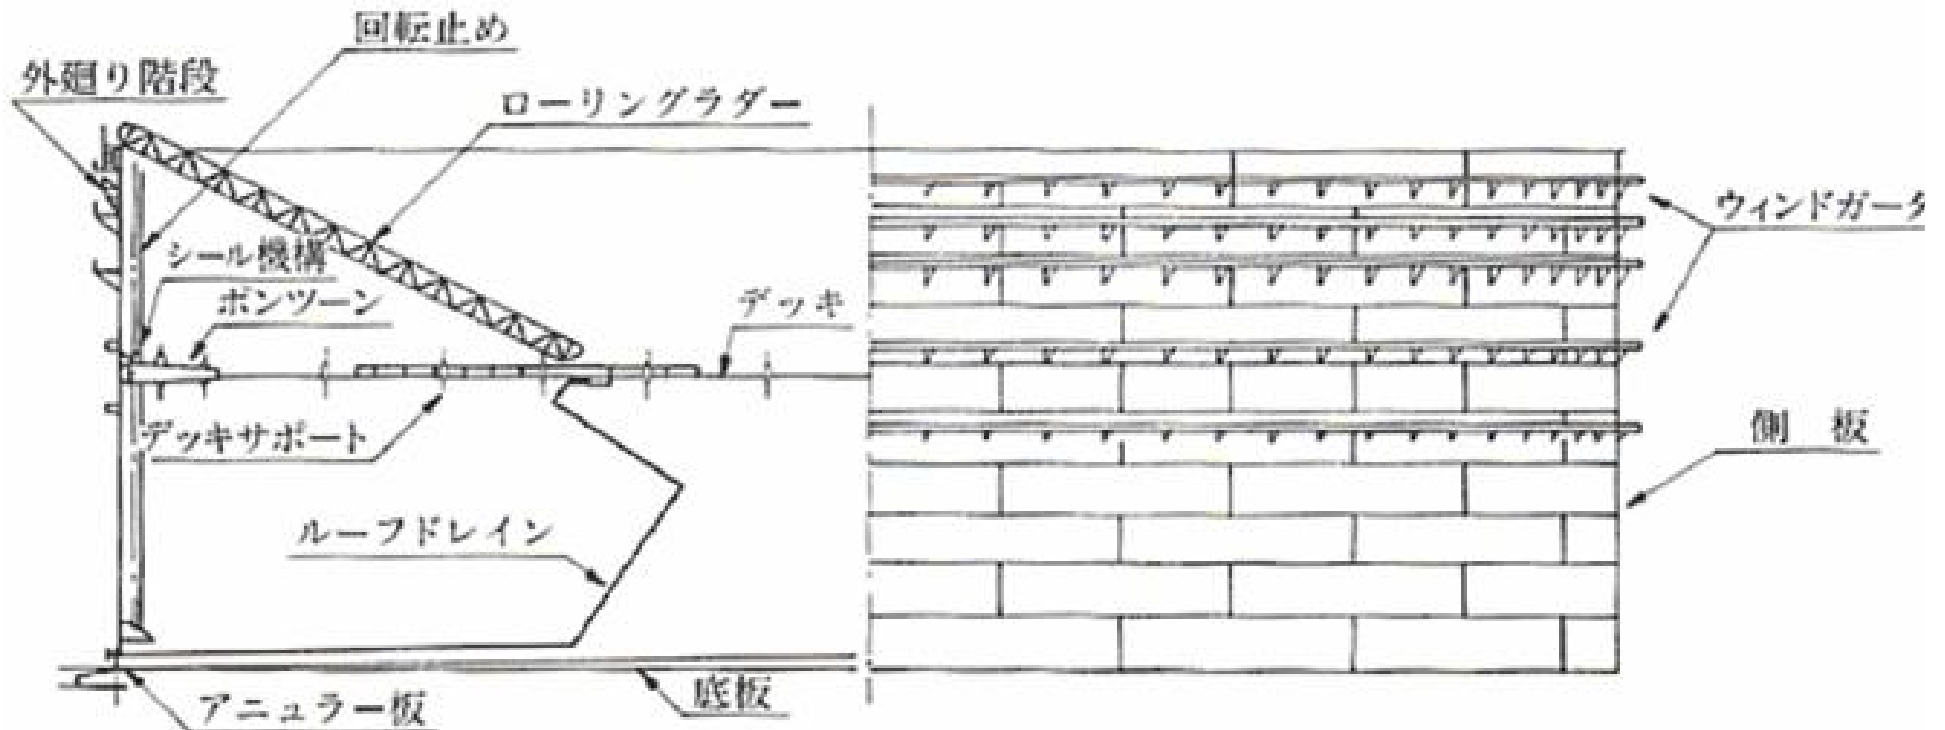 回転止め
外廻り階段
ローリングラダー
ウィンドガータ
シール機構
ポンツーン
デッキ
デッキサポート
側 板
ルーフドレイン
アニュラー板
底板